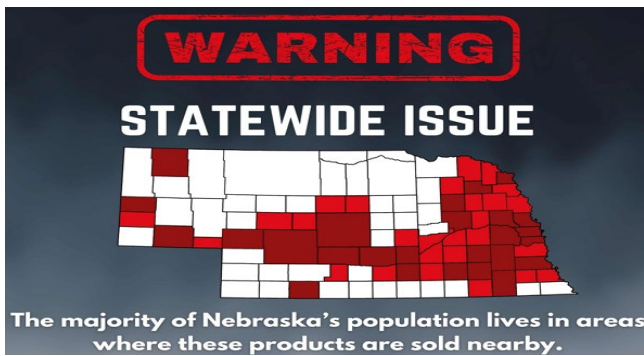 WARNING
STATEWIDE ISSUE
The majority of Nebraska's population lives in areas
where these products are sold nearby.